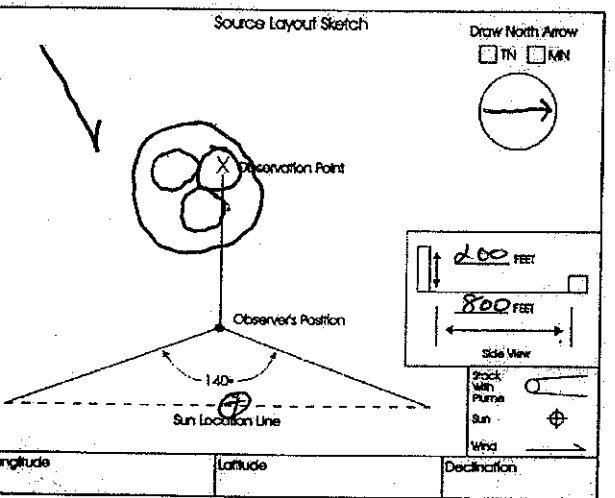 Source Layout Sketch
Draw North Arrow
TN MN
X Observation Point
200 FEET
800 FEET
Side View
Observer's Position
140°
Sun Location Line
Stack
With
Plume
Sun
Wind
ngitude
Latitude
Declination